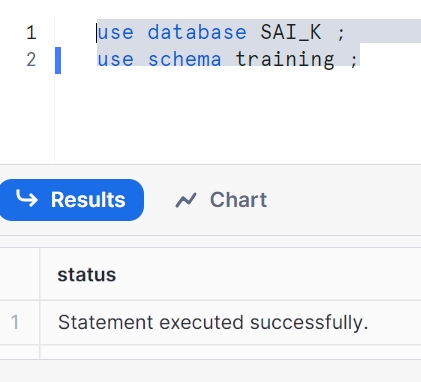 1 use database SAI_K ;
2 use schema training ;
Results Chart
status
1 Statement executed successfully.